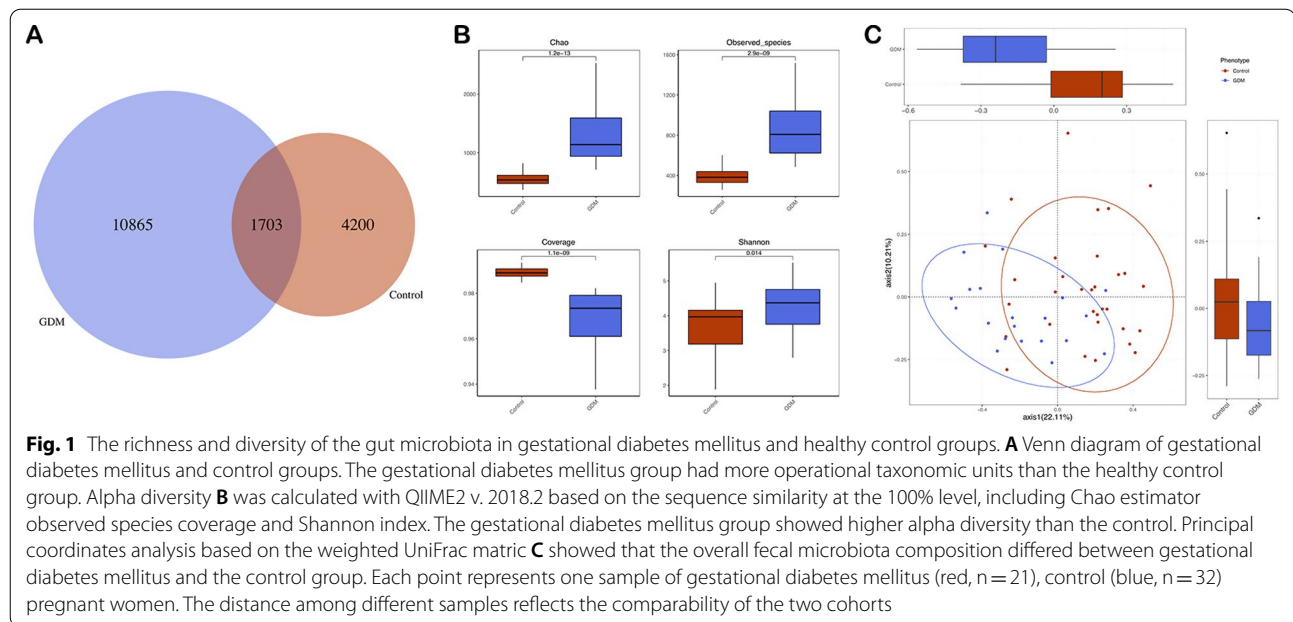 A
10865
1703
4200
GDM
Control
B
Chao
1.2e-13
2000
1000
Control
GDM
Observed_species
2.9e-09
1600
1200
800
400
Control
GDM
Coverage
1.1e-09
0.98
0.96
0.94
Control
GDM
Shannon
0.014
5
4
3
2
Control
GDM
C
GDM
Control
-0.6
-0.3
0.0
0.3
Phenotype
Control
GDM
axis2(10.21%)
0.50
0.25
0.00
-0.25
-0.4
0.0
0.4
axis1(22.11%)
0.50
0.25
0.00
-0.25
Control
GDM
Fig. 1 The richness and diversity of the gut microbiota in gestational diabetes mellitus and healthy control groups. A Venn diagram of gestational
diabetes mellitus and control groups. The gestational diabetes mellitus group had more operational taxonomic units than the healthy control
group. Alpha diversity B was calculated with QIIME2 v. 2018.2 based on the sequence similarity at the 100% level, including Chao estimator
observed species coverage and Shannon index. The gestational diabetes mellitus group showed higher alpha diversity than the control. Principal
coordinates analysis based on the weighted UniFrac matric C showed that the overall fecal microbiota composition differed between gestational
diabetes mellitus and the control group. Each point represents one sample of gestational diabetes mellitus (red, n = 21), control (blue, n = 32)
pregnant women. The distance among different samples reflects the comparability of the two cohorts